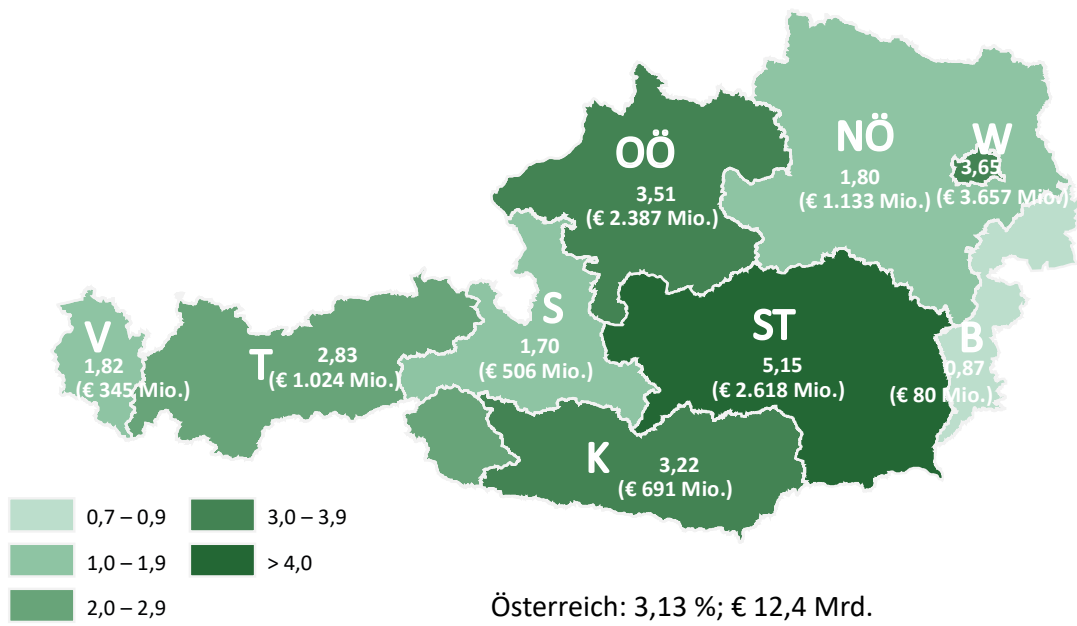 OÖ
3,51
(€ 2.387 Mio.)
NÖ
1,80
(€ 1.133 Mio.)
W
3,65
(€ 3.657 Mio.)
V
1,82
(€ 345 Mio.)
T
2,83
(€ 1.024 Mio.)
S
1,70
(€ 506 Mio.)
ST
5,15
(€ 2.618 Mio.)
B
0,87
(€ 80 Mio.)
K
3,22
(€ 691 Mio.)
0,7 – 0,9
1,0 – 1,9
2,0 – 2,9
3,0 – 3,9
> 4,0
Österreich: 3,13 %; € 12,4 Mrd.